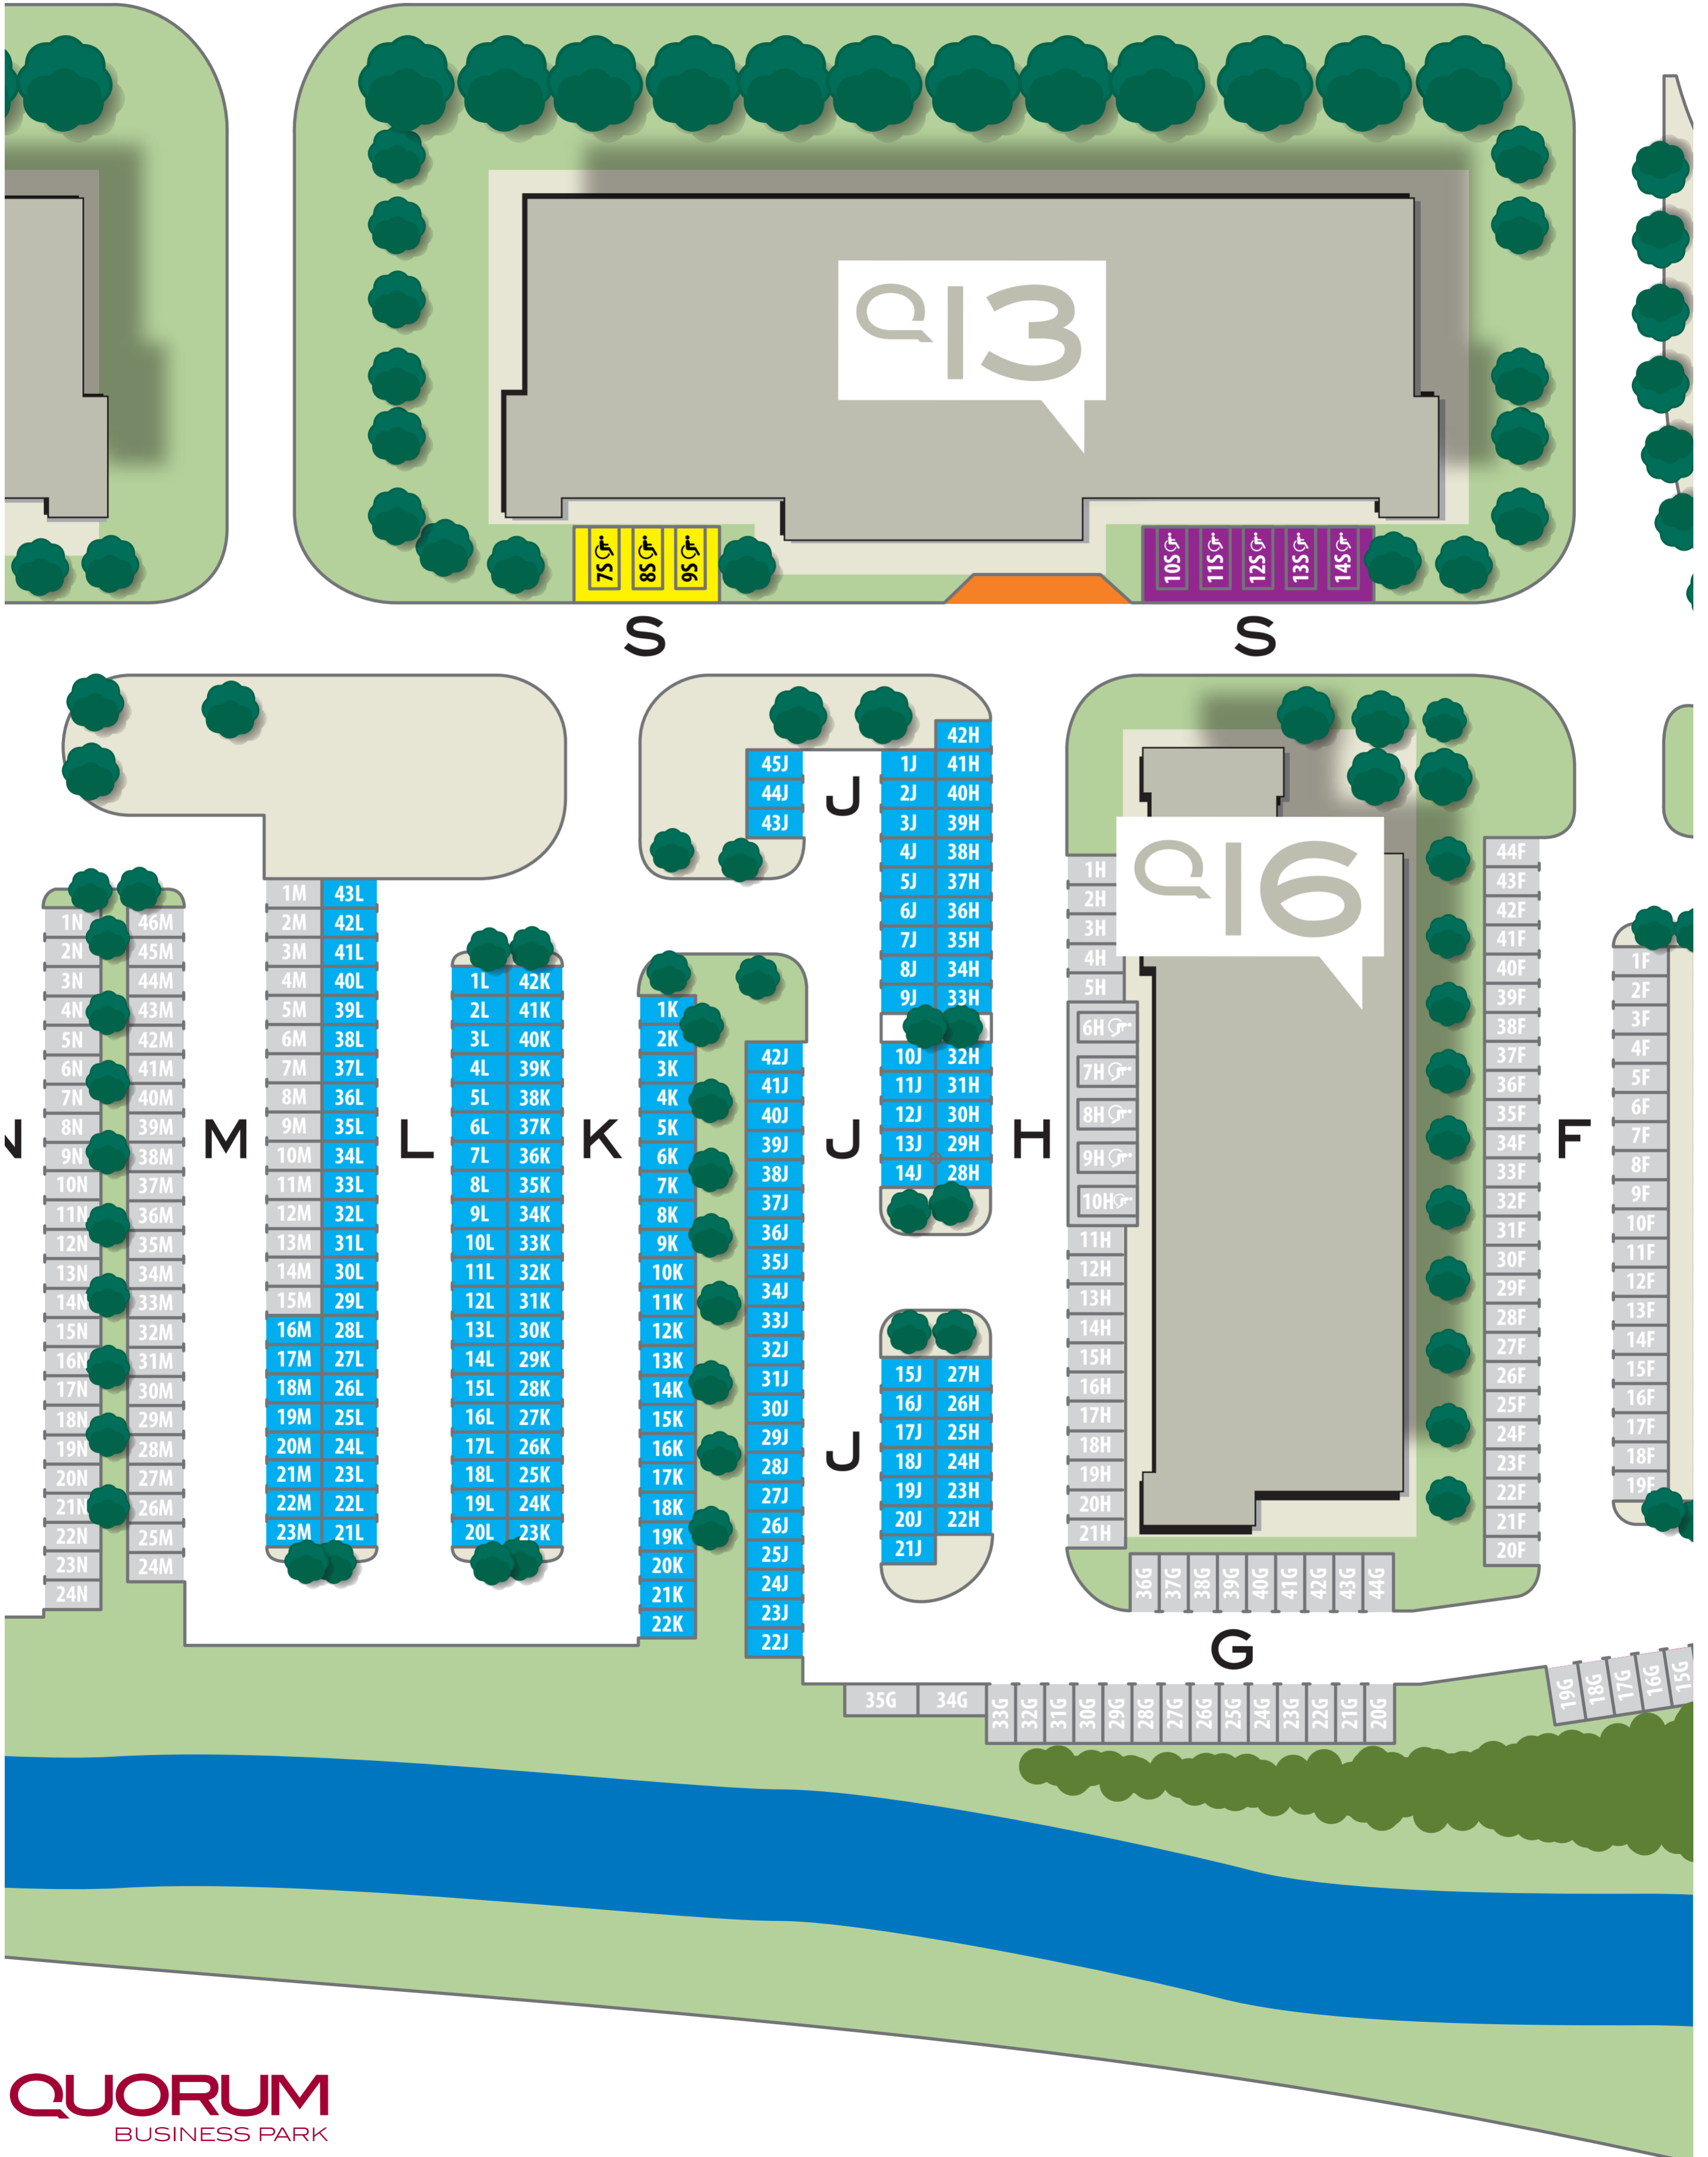 Q13
7S
8S
9S
10S
11S
12S
13S
14S
S
S
42H
45J
1J 41H
44J
J
2J 40H
43J
3J 39H
4J 38H
5J 37H
6J 36H
7J 35H
8J 34H
9J 33H
10J 32H
11J 31H
12J 30H
13J 29H
14J 28H
Q16
1H
2H
3H
4H
5H
6H
7H
8H
9H
10H
11H
12H
13H
14H
15H
16H
17H
18H
19H
20H
21H
44F
43F
42F
41F
40F
39F
38F
37F
36F
35F
34F
33F
32F
31F
30F
29F
28F
27F
26F
25F
24F
23F
22F
21F
20F
1F
2F
3F
4F
5F
6F
7F
8F
9F
10F
11F
12F
13F
14F
15F
16F
17F
18F
19F
N M L K J H F
1N
2N
3N
4N
5N
6N
7N
8N
9N
10N
11N
12N
13N
14N
15N
16N
17N
18N
19N
20N
21N
22N
23N
24N
46M
45M
44M
43M
42M
41M
40M
39M
38M
37M
36M
35M
34M
33M
32M
31M
30M
29M
28M
27M
26M
25M
24M
1M 43L
2M 42L
3M 41L
4M 40L
5M 39L
6M 38L
7M 37L
8M 36L
9M 35L
10M 34L
11M 33L
12M 32L
13M 31L
14M 30L
15M 29L
16M 28L
17M 27L
18M 26L
19M 25L
20M 24L
21M 23L
22M 22L
23M 21L
1L 42K
2L 41K
3L 40K
4L 39K
5L 38K
6L 37K
7L 36K
8L 35K
9L 34K
10L 33K
11L 32K
12L 31K
13L 30K
14L 29K
15L 28K
16L 27K
17L 26K
18L 25K
19L 24K
20L 23K
1K
2K
3K
4K
5K
6K
7K
8K
9K
10K
11K
12K
13K
14K
15K
16K
17K
18K
19K
20K
21K
22K
42J
41J
40J
39J
38J
37J
36J
35J
34J
33J
32J
31J
30J
29J
28J
27J
26J
25J
24J
23J
22J
J
15J 27H
16J 26H
17J 25H
18J 24H
19J 23H
20J 22H
21J
36G
37G
38G
39G
40G
41G
42G
43G
44G
G
35G
34G
33G
32G
31G
30G
29G
28G
27G
26G
25G
24G
23G
22G
21G
20G
19G
18G
17G
16G
15G
QUORUM
BUSINESS PARK